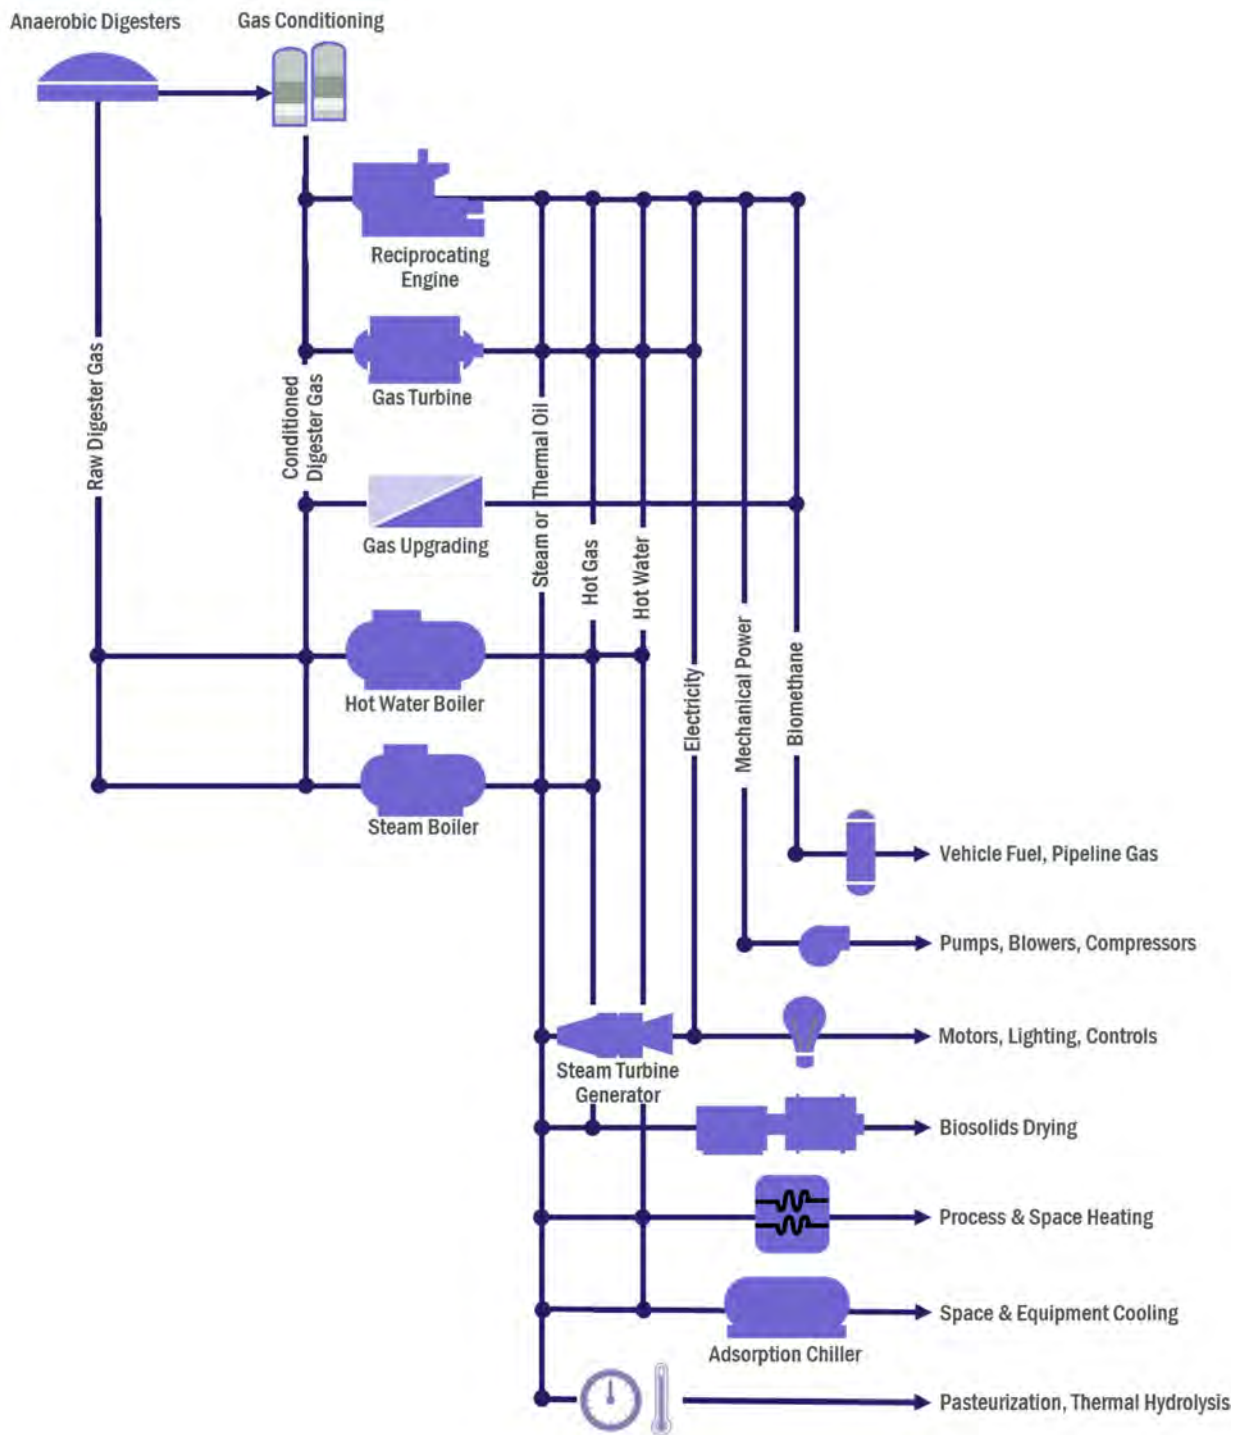 Anaerobic Digesters
Gas Conditioning
Reciprocating
Engine
Raw Digester Gas
Conditioned
Digester Gas
Gas Turbine
Steam or Thermal Oil
Gas Upgrading
Hot Gas
Hot Water
Hot Water Boiler
Electricity
Mechanical Power
Biomethane
Steam Boiler
Vehicle Fuel, Pipeline Gas
Pumps, Blowers, Compressors
Motors, Lighting, Controls
Steam Turbine
Generator
Biosolids Drying
Process & Space Heating
Space & Equipment Cooling
Adsorption Chiller
Pasteurization, Thermal Hydrolysis